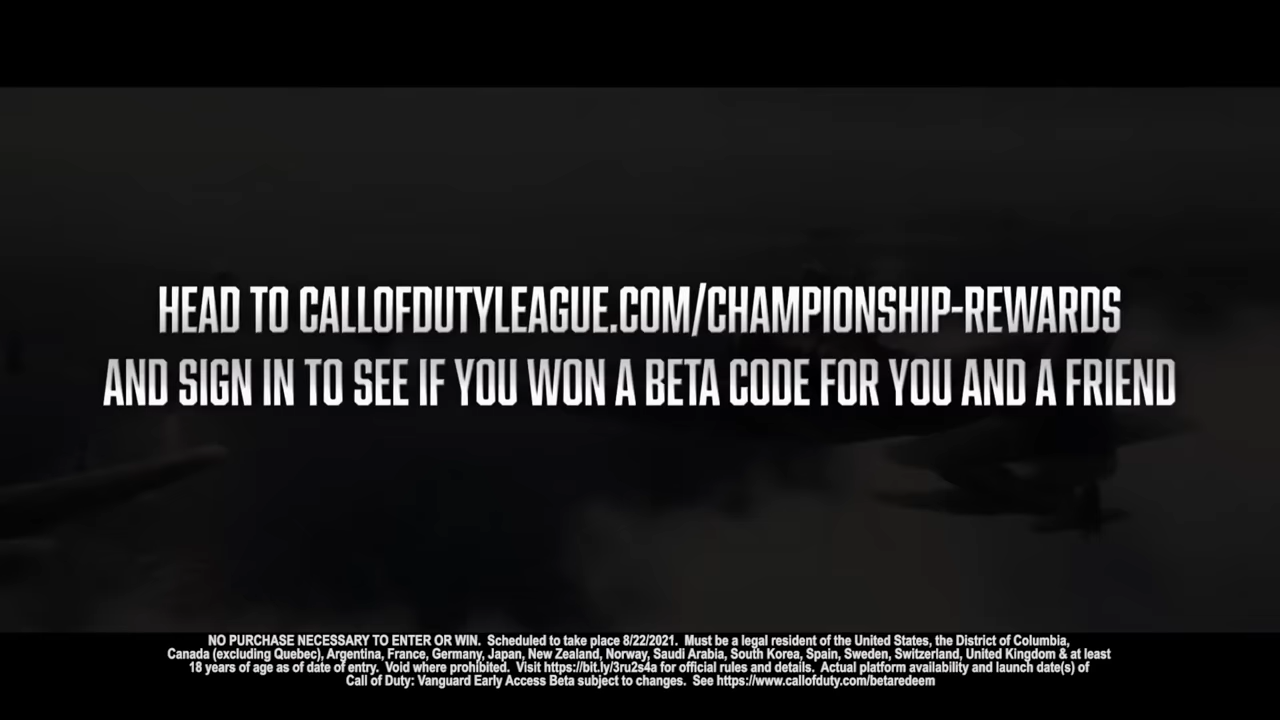 HEAD TO CALLOFDUTYLEAGUE.COM/CHAMPIONSHIP-REWARDS
AND SIGN IN TO SEE IF YOU WON A BETA CODE FOR YOU AND A FRIEND
NO PURCHASE NECESSARY TO ENTER OR WIN.  Scheduled to take place 8/22/2021.  Must be a legal resident of the United States, the District of Columbia,
Canada (excluding Quebec), Argentina, France, Germany, Japan, New Zealand, Norway, Saudi Arabia, South Korea, Spain, Sweden, Switzerland, United Kingdom & at least
18 years of age as of date of entry.  Void where prohibited.  Visit https://bit.ly/3ru2s4a for official rules and details.  Actual platform availability and launch date(s) of
Call of Duty: Vanguard Early Access Beta subject to changes.  See https://www.callofduty.com/betaredeem